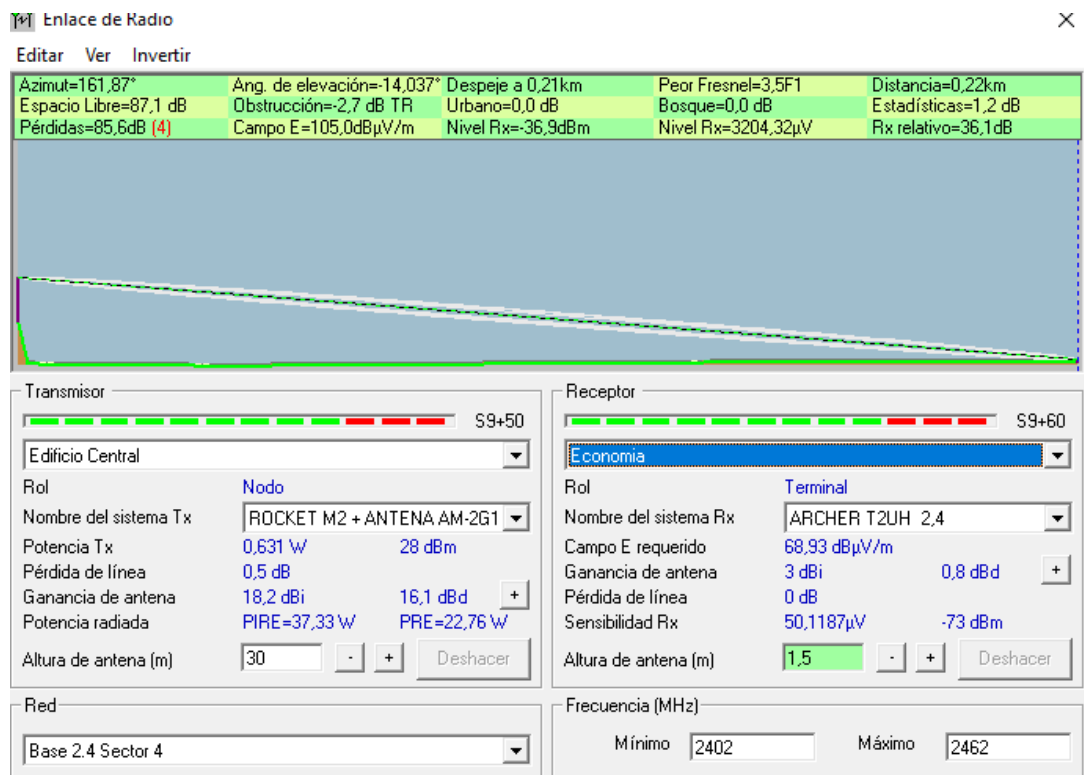 Enlace de Radio
Editar Ver Invertir
Azimut=161,87° Ang. de elevación=-14,037° Despeje a 0,21km Peor Fresnel=3,5F1 Distancia=0,22km
Espacio Libre=87,1 dB Obstrucción=-2,7 dB TR Urbano=0,0 dB Bosque=0,0 dB Estadísticas=1,2 dB
Pérdidas=85,6dB (4) Campo E=105,0dBµV/m Nivel Rx=-36,9dBm Nivel Rx=3204,32µV Rx relativo=36,1dB
Transmisor
S9+50
Edificio Central
Rol Nodo
Nombre del sistema Tx ROCKET M2 + ANTENA AM-2G1
Potencia Tx 0,631 W 28 dBm
Pérdida de línea 0,5 dB
Ganancia de antena 18,2 dBi 16,1 dBd +
Potencia radiada PIRE=37,33 W PRE=22,76 W
Altura de antena (m) 30 - + Deshacer
Red
Base 2.4 Sector 4
Receptor
S9+60
Economia
Rol Terminal
Nombre del sistema Rx ARCHER T2UH 2,4
Campo E requerido 68,93 dBµV/m
Ganancia de antena 3 dBi 0,8 dBd +
Pérdida de línea 0 dB
Sensibilidad Rx 50,1187µV -73 dBm
Altura de antena (m) 1,5 - + Deshacer
Frecuencia (MHz)
Mínimo 2402 Máximo 2462